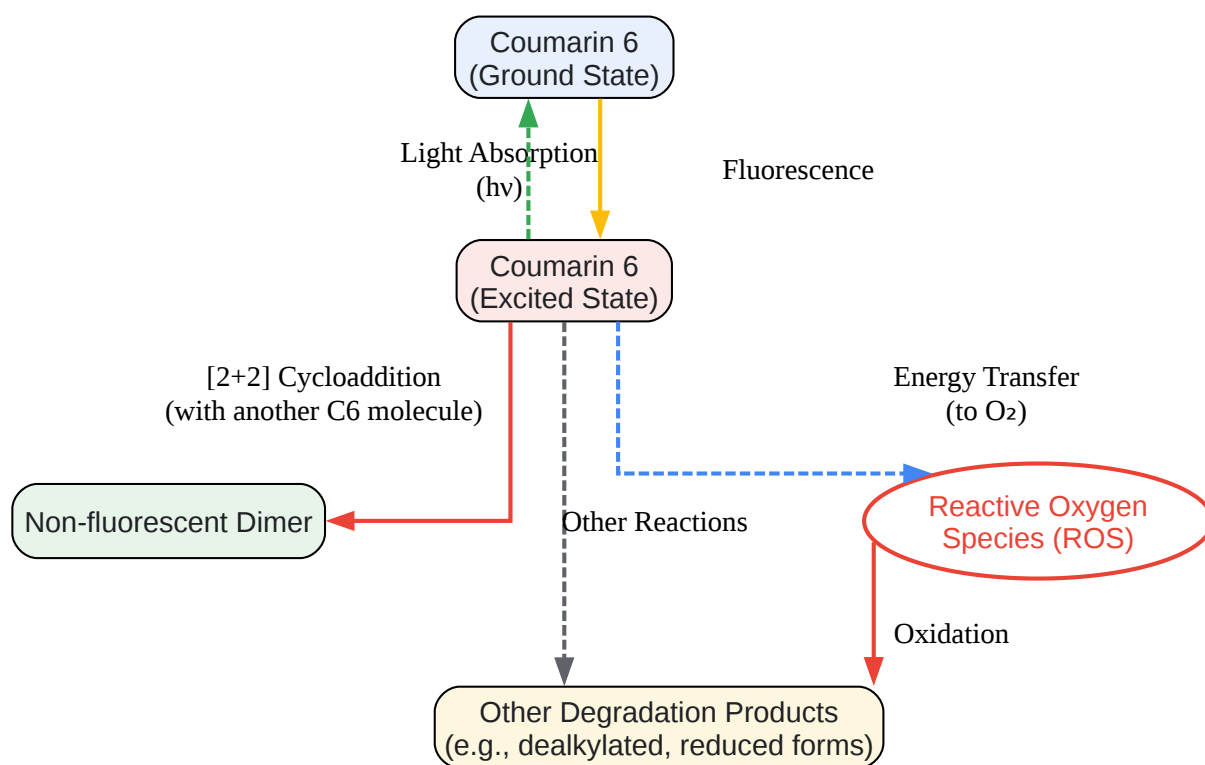 Coumarin 6
(Ground State)
Light Absorption
(hν)
Fluorescence
Coumarin 6
(Excited State)
[2+2] Cycloaddition
(with another C6 molecule)
Energy Transfer
(to O₂)
Non-fluorescent Dimer
Other Reactions
Reactive Oxygen
Species (ROS)
Oxidation
Other Degradation Products
(e.g., dealkylated, reduced forms)